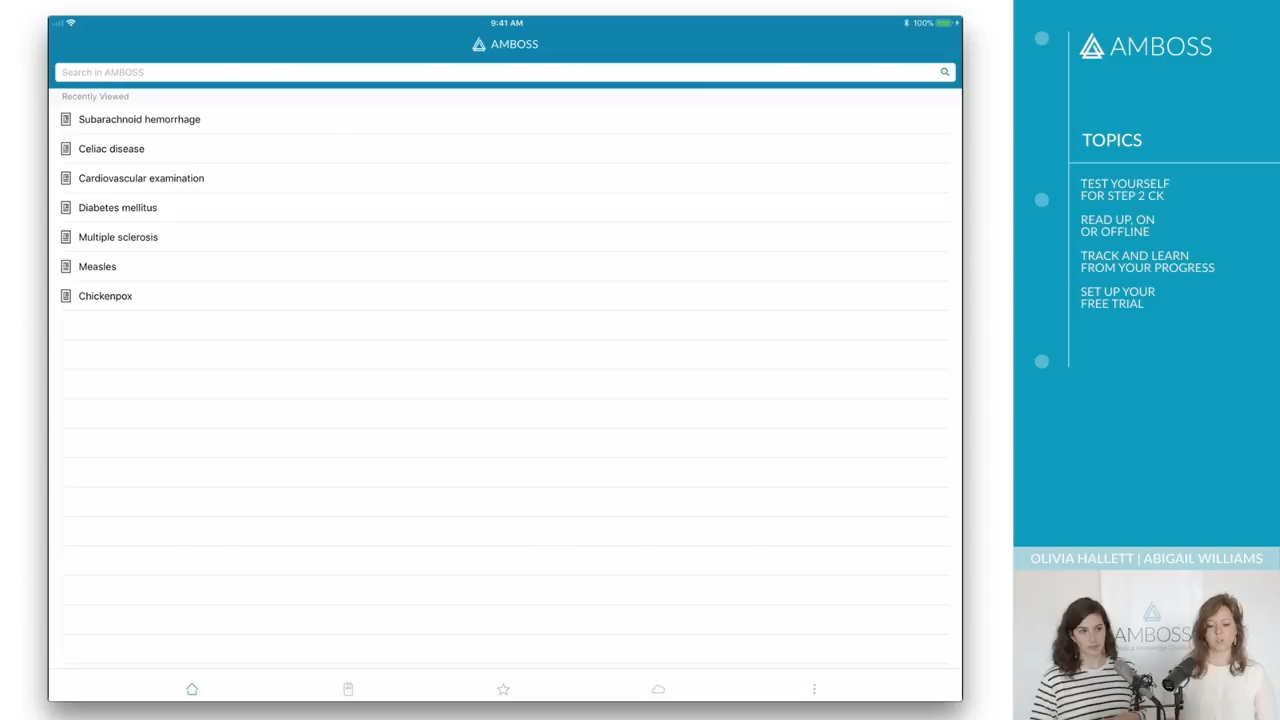 9:41 AM
100%
AMBOSS
Search in AMBOSS
Recently Viewed
Subarachnoid hemorrhage
Celiac disease
Cardiovascular examination
Diabetes mellitus
Multiple sclerosis
Measles
Chickenpox
AMBOSS
TOPICS
TEST YOURSELF
FOR STEP 2 CK
READ UP, ON
OR OFFLINE
TRACK AND LEARN
FROM YOUR PROGRESS
SET UP YOUR
FREE TRIAL
OLIVIA HALLETT | ABIGAIL WILLIAMS
AMBOSS